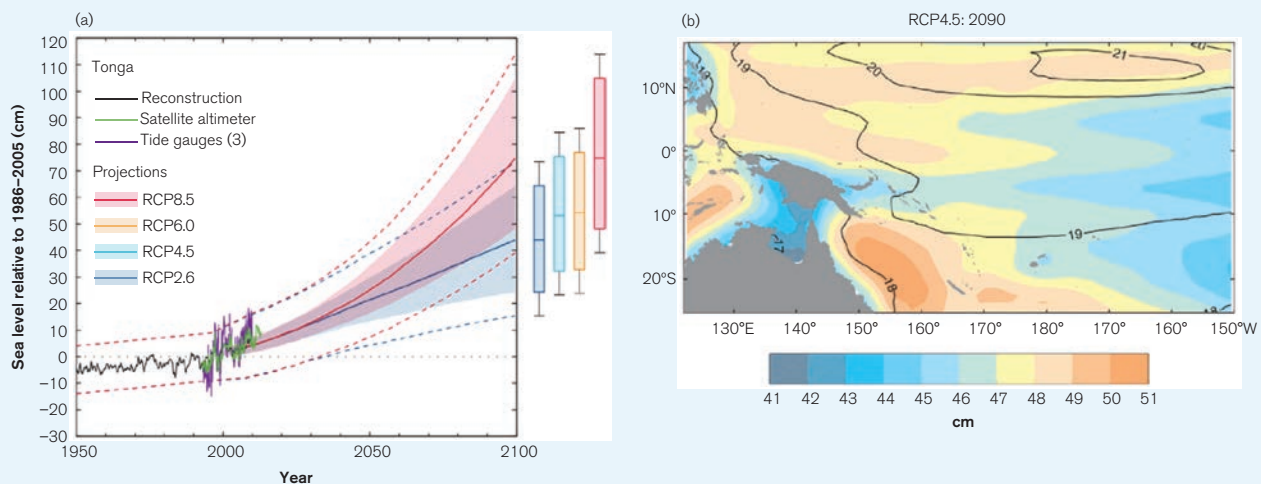 (a)
120
110
100
90
80
70
60
50
40
30
20
10
0
−10
−20
−30
Sea level relative to 1986–2005 (cm)
Tonga
Reconstruction
Satellite altimeter
Tide gauges (3)
Projections
RCP8.5
RCP6.0
RCP4.5
RCP2.6
1950 2000 2050 2100
Year
(b)
RCP4.5: 2090
10°N
0°
10°
20°S
19
19
20
21
17
18
19
130°E 140° 150° 160° 170° 180° 170° 160° 150°W
41 42 43 44 45 46 47 48 49 50 51
cm